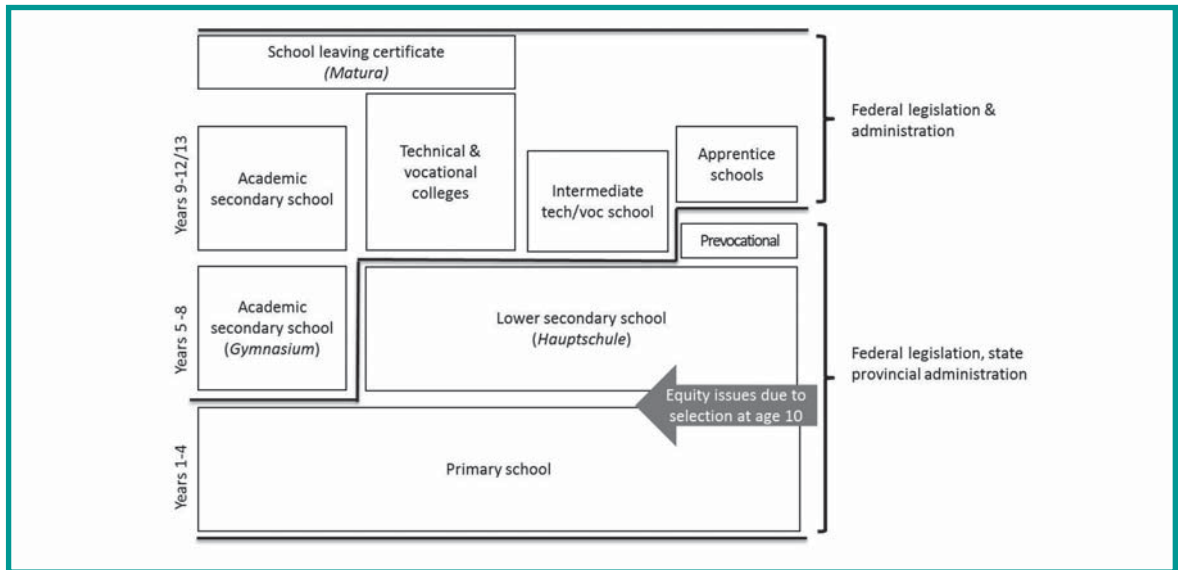 School leaving certificate
(Matura)
Years 9-12/13
Academic
secondary school
Technical &
vocational
colleges
Intermediate
tech/voc school
Apprentice
schools
Prevocational
Federal legislation &
administration
Years 5-8
Academic
secondary school
(Gymnasium)
Lower secondary school
(Hauptschule)
Equity issues due to
selection at age 10
Federal legislation, state
provincial administration
Years 1-4
Primary school